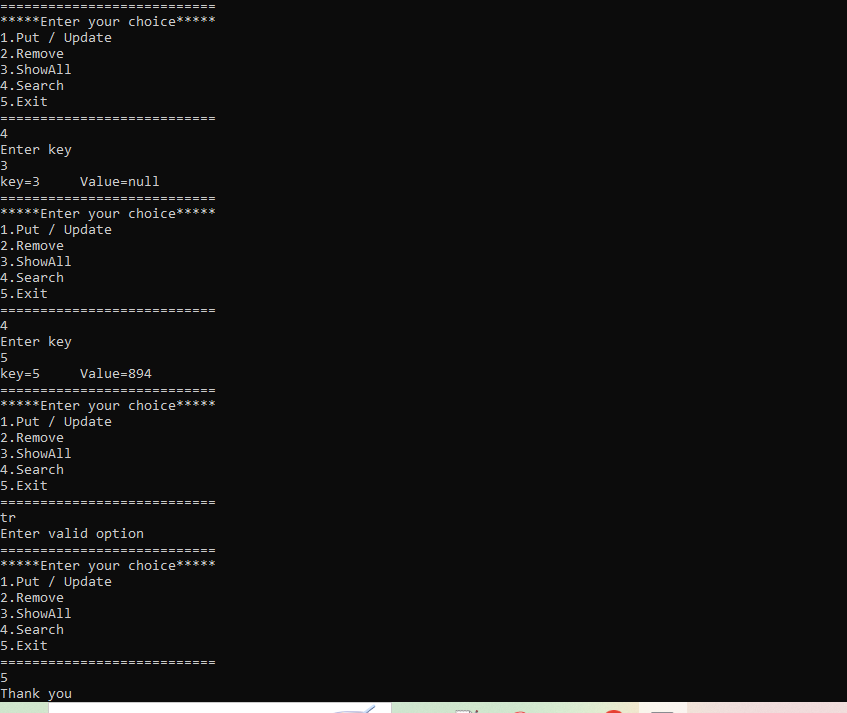 ===========================
*****Enter your choice*****
1.Put / Update
2.Remove
3.ShowAll
4.Search
5.Exit
===========================
4
Enter key
3
key=3     Value=null
===========================
*****Enter your choice*****
1.Put / Update
2.Remove
3.ShowAll
4.Search
5.Exit
===========================
4
Enter key
5
key=5     Value=894
===========================
*****Enter your choice*****
1.Put / Update
2.Remove
3.ShowAll
4.Search
5.Exit
===========================
tr
Enter valid option
===========================
*****Enter your choice*****
1.Put / Update
2.Remove
3.ShowAll
4.Search
5.Exit
===========================
5
Thank you